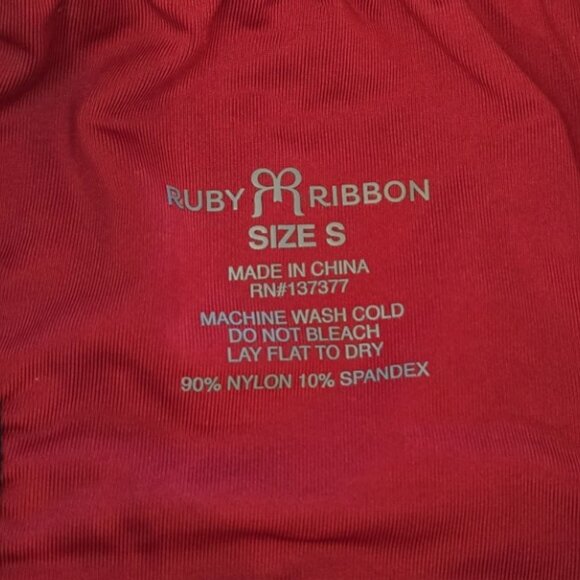 RUBY RIBBON
SIZE S
MADE IN CHINA
RN#137377
MACHINE WASH COLD
DO NOT BLEACH
LAY FLAT TO DRY
90% NYLON 10% SPANDEX